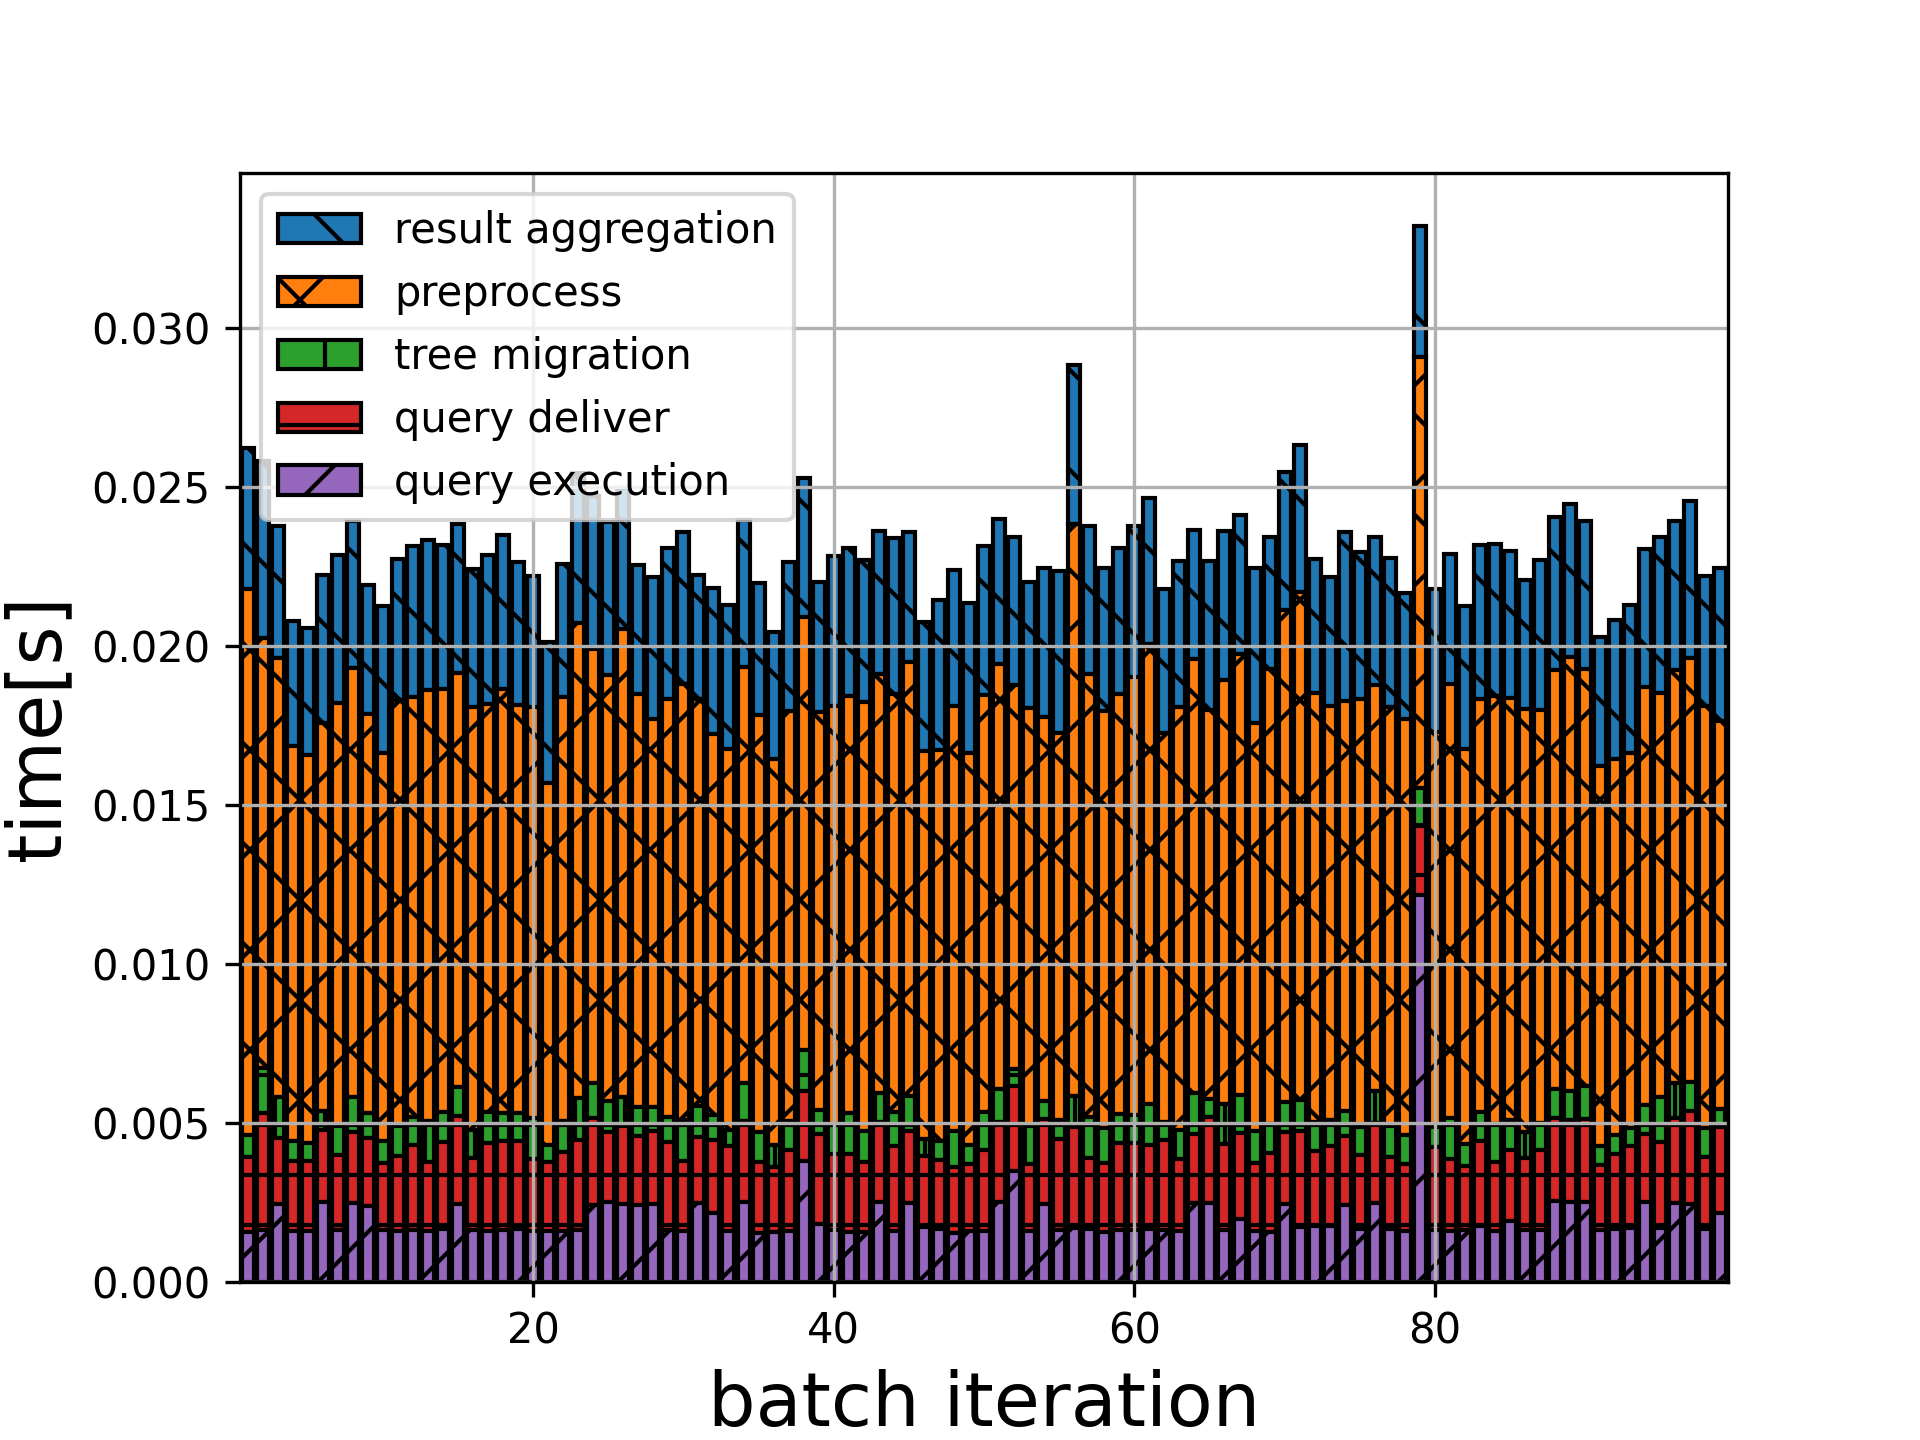 result aggregation
preprocess
tree migration
query deliver
query execution
0.030
0.025
0.020
0.015
0.010
0.005
0.000
time[s]
20 40 60 80
batch iteration